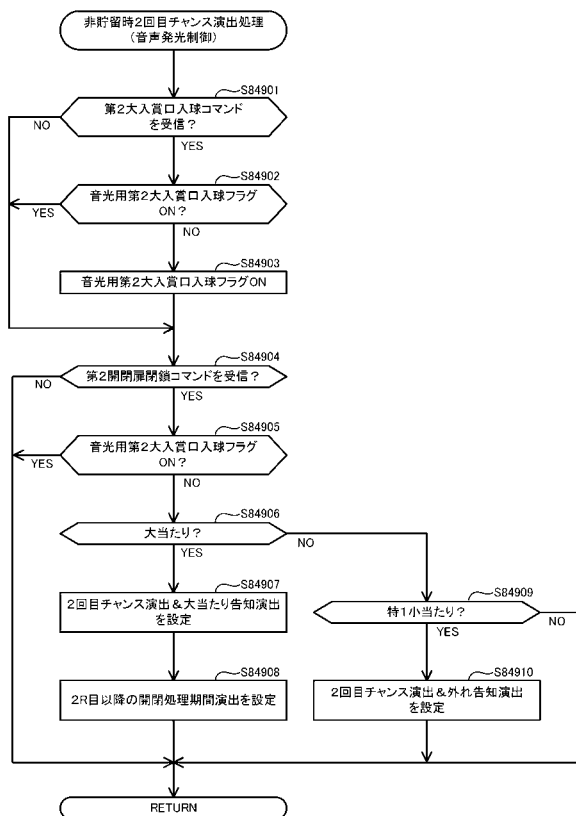 非貯留時2回目チャンス演出処理
(音声発光制御)
S84901
第2大入賞口入球コマンド
を受信？
NO
YES
S84902
音光用第2大入賞口入球フラグ
ON？
YES
NO
S84903
音光用第2大入賞口入球フラグON
S84904
第2開閉扉閉鎖コマンドを受信？
NO
YES
S84905
音光用第2大入賞口入球フラグ
ON？
YES
NO
S84906
大当たり？
NO
YES
S84907
2回目チャンス演出＆大当たり告知演出
を設定
S84908
2R目以降の開閉処理期間演出を設定
S84909
特1小当たり？
NO
YES
S84910
2回目チャンス演出＆外れ告知演出
を設定
RETURN